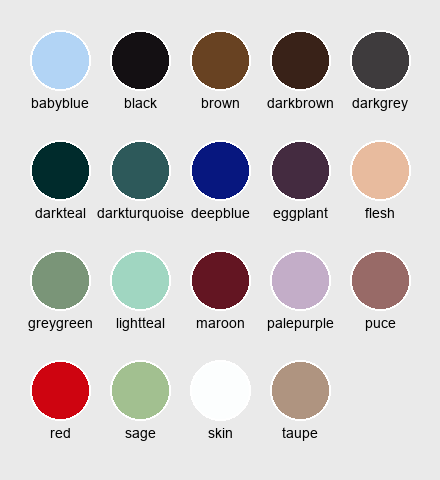 babyblue black brown darkbrown darkgrey
darkteal darkturquoise deepblue eggplant flesh
greygreen lightteal maroon palepurple puce
red sage skin taupe